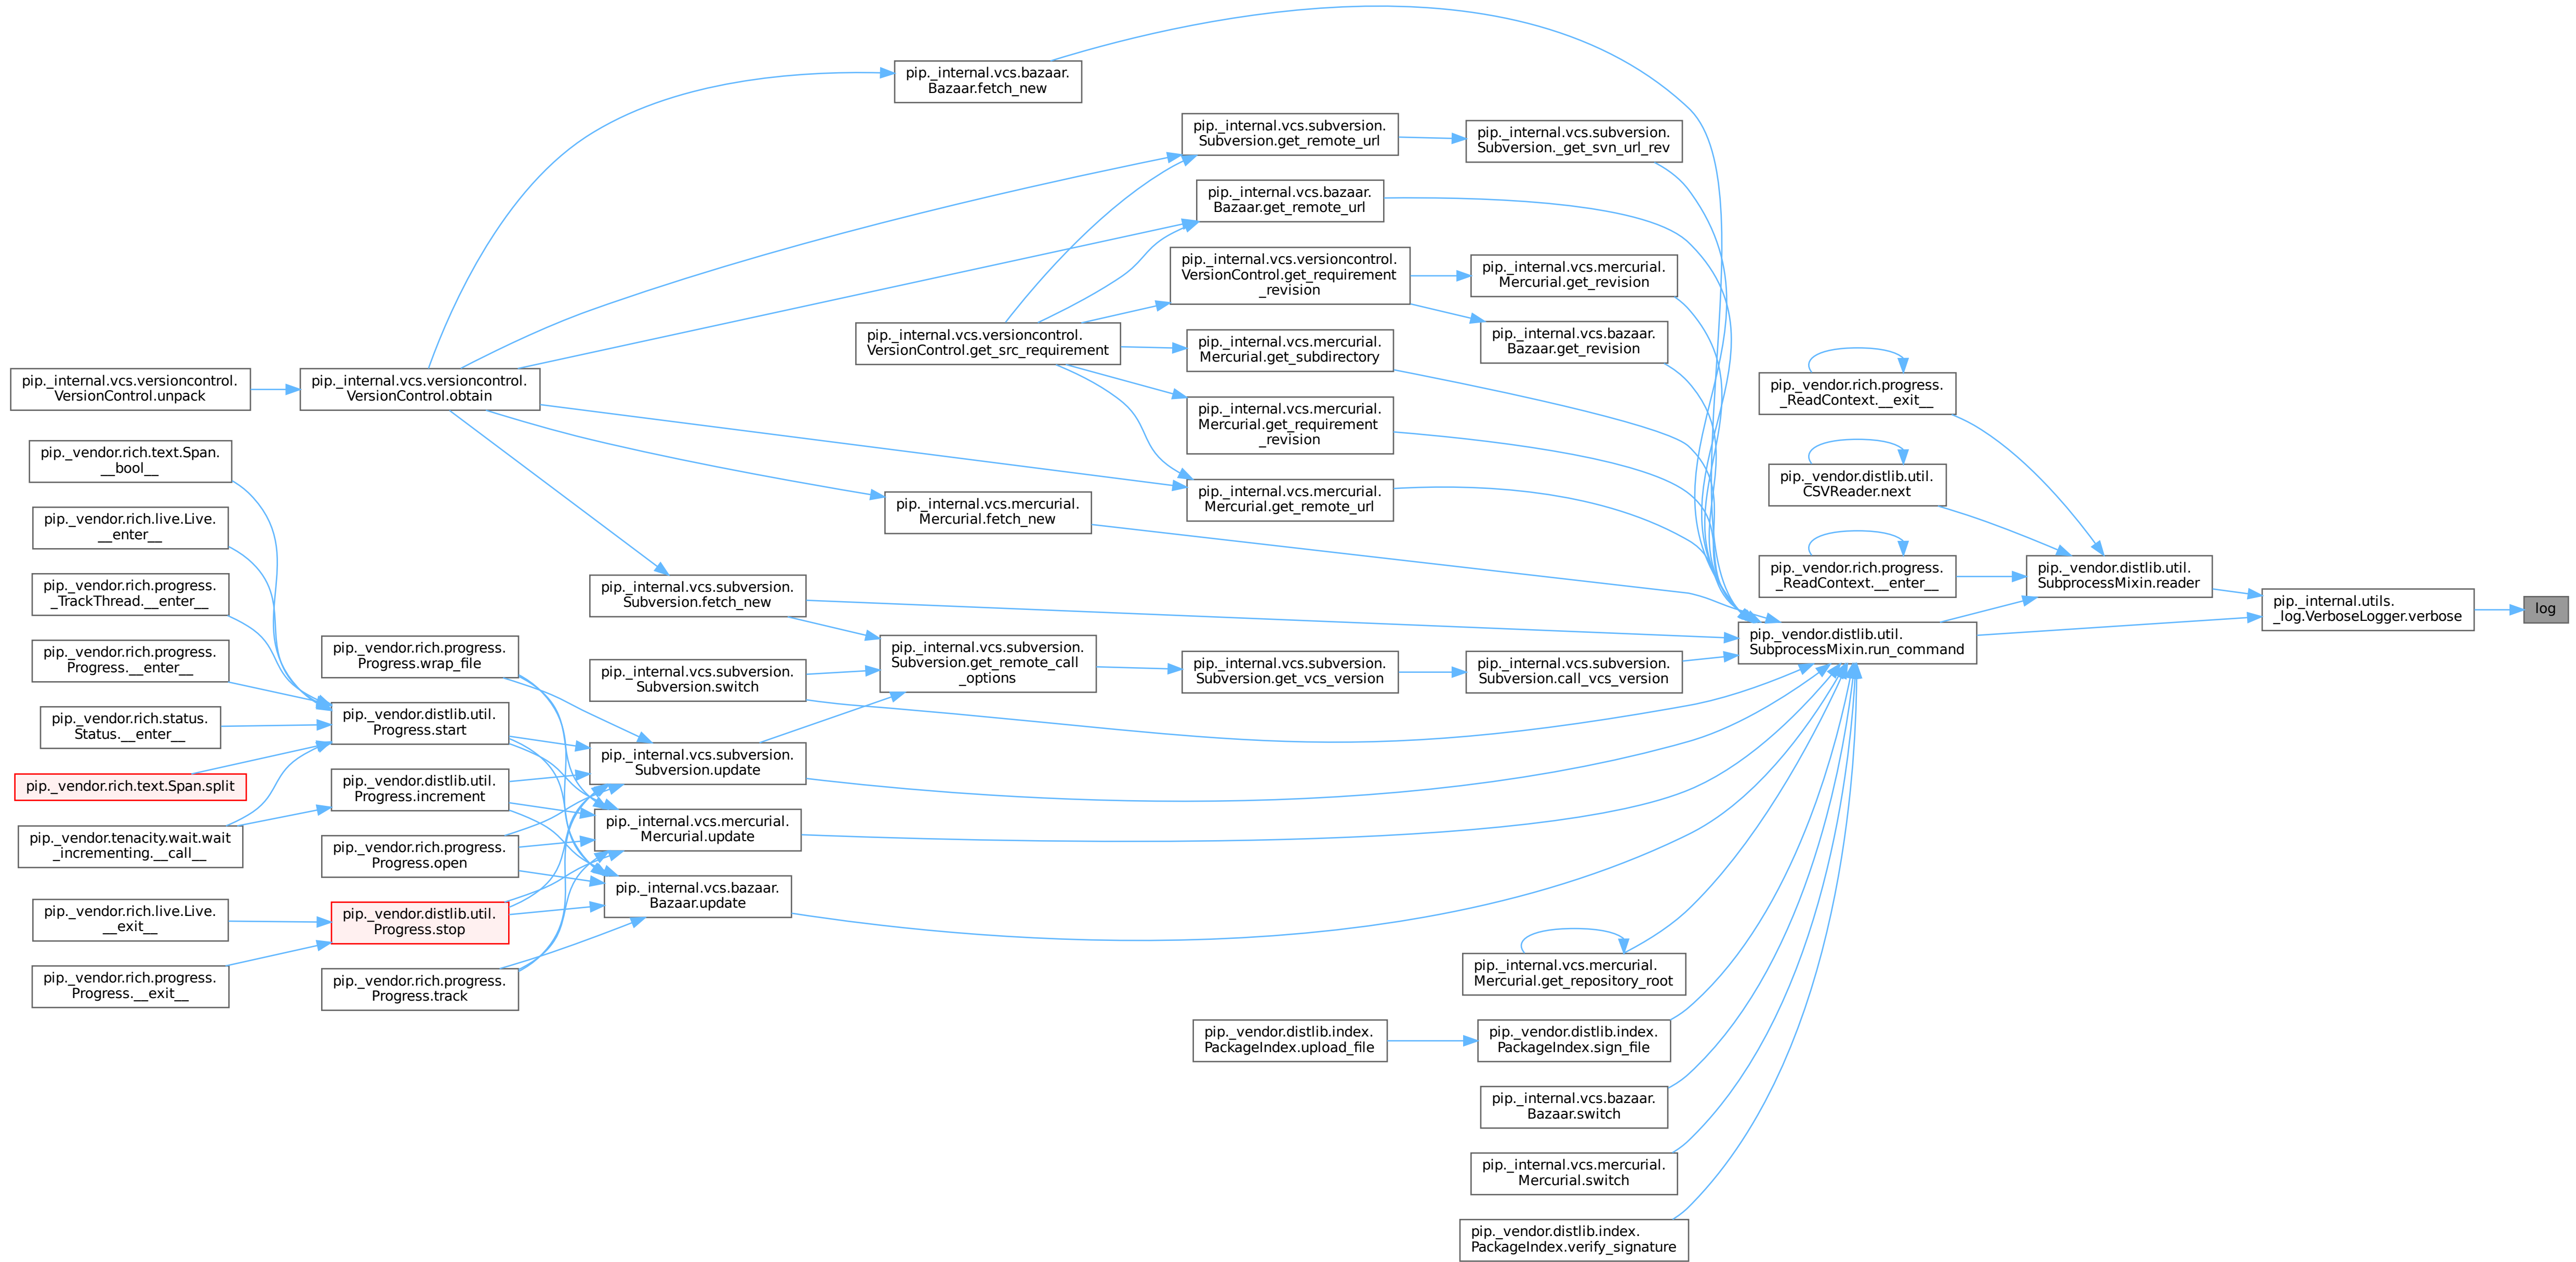 pip._internal.vcs.bazaar.
Bazaar.fetch_new
pip._internal.vcs.subversion.
Subversion.get_remote_url
pip._internal.vcs.subversion.
Subversion._get_svn_url_rev
pip._internal.vcs.bazaar.
Bazaar.get_remote_url
pip._internal.vcs.versioncontrol.
VersionControl.get_requirement
_revision
pip._internal.vcs.mercurial.
Mercurial.get_revision
pip._internal.vcs.versioncontrol.
VersionControl.get_src_requirement
pip._internal.vcs.mercurial.
Mercurial.get_subdirectory
pip._internal.vcs.bazaar.
Bazaar.get_revision
pip._internal.vcs.versioncontrol.
VersionControl.unpack
pip._internal.vcs.versioncontrol.
VersionControl.obtain
pip._internal.vcs.mercurial.
Mercurial.get_requirement
_revision
pip._vendor.rich.progress.
_ReadContext.__exit__
pip._vendor.rich.text.Span.
__bool__
pip._vendor.distlib.util.
CSVReader.next
pip._internal.vcs.mercurial.
Mercurial.fetch_new
pip._internal.vcs.mercurial.
Mercurial.get_remote_url
pip._vendor.rich.live.Live.
__enter__
pip._vendor.rich.progress.
_ReadContext.__enter__
pip._vendor.distlib.util.
SubprocessMixin.reader
pip._vendor.rich.progress.
_TrackThread.__enter__
pip._internal.vcs.subversion.
Subversion.fetch_new
pip._internal.utils.
_log.VerboseLogger.verbose
log
pip._vendor.rich.progress.
Progress.__enter__
pip._vendor.rich.progress.
Progress.wrap_file
pip._internal.vcs.subversion.
Subversion.switch
pip._internal.vcs.subversion.
Subversion.get_remote_call
_options
pip._internal.vcs.subversion.
Subversion.get_vcs_version
pip._internal.vcs.subversion.
Subversion.call_vcs_version
pip._vendor.distlib.util.
SubprocessMixin.run_command
pip._vendor.rich.status.
Status.__enter__
pip._vendor.distlib.util.
Progress.start
pip._internal.vcs.subversion.
Subversion.update
pip._vendor.rich.text.Span.split
pip._vendor.distlib.util.
Progress.increment
pip._internal.vcs.mercurial.
Mercurial.update
pip._vendor.tenacity.wait.wait
_incrementing.__call__
pip._vendor.rich.progress.
Progress.open
pip._internal.vcs.bazaar.
Bazaar.update
pip._vendor.rich.live.Live.
__exit__
pip._vendor.distlib.util.
Progress.stop
pip._vendor.rich.progress.
Progress.__exit__
pip._vendor.rich.progress.
Progress.track
pip._internal.vcs.mercurial.
Mercurial.get_repository_root
pip._vendor.distlib.index.
PackageIndex.upload_file
pip._vendor.distlib.index.
PackageIndex.sign_file
pip._internal.vcs.bazaar.
Bazaar.switch
pip._internal.vcs.mercurial.
Mercurial.switch
pip._vendor.distlib.index.
PackageIndex.verify_signature